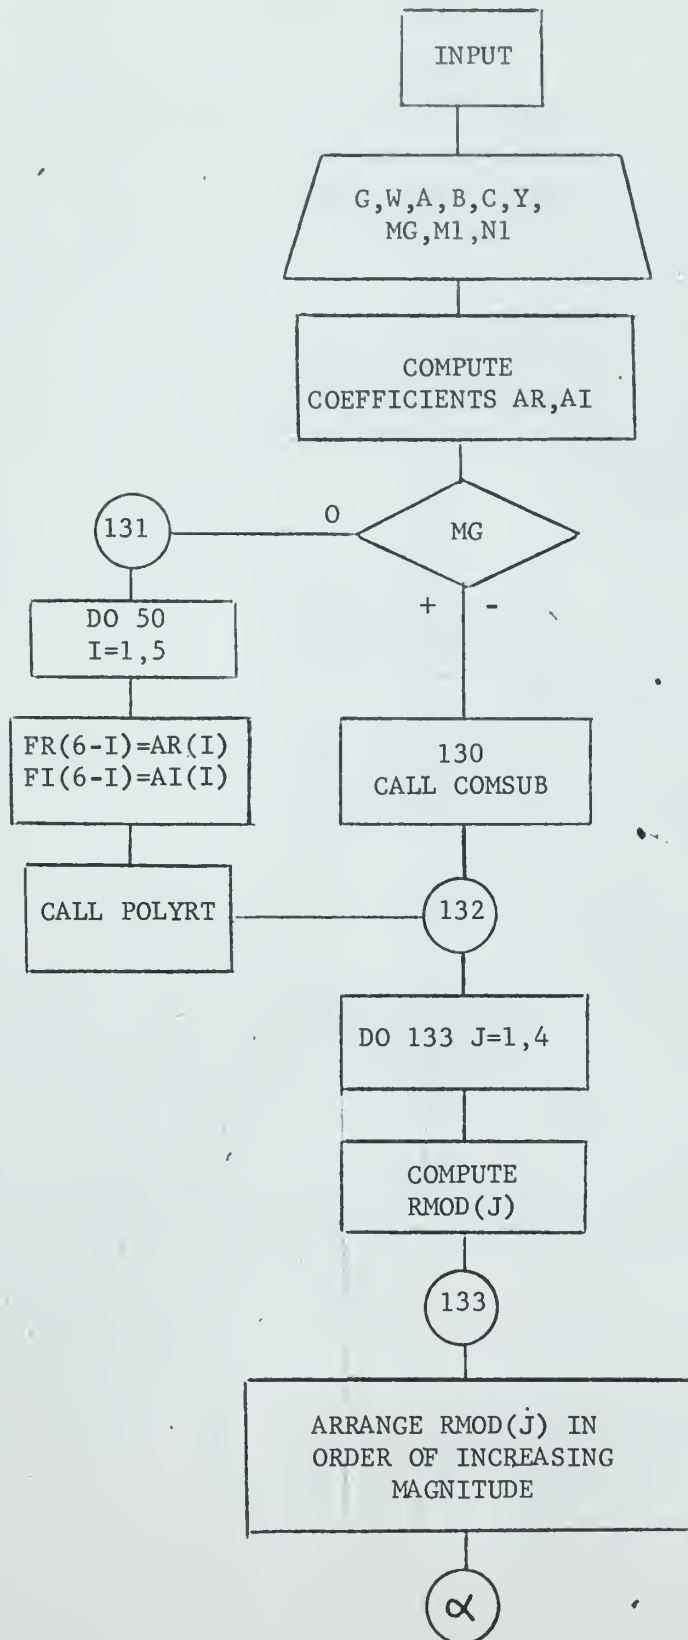 INPUT
G,W,A,B,C,Y,
MG,M1,N1
COMPUTE
COEFFICIENTS AR,AI
MG
O
+ -
131
DO 50
I=1,5
FR(6-I)=AR(I)
FI(6-I)=AI(I)
CALL POLYRT
130
CALL COMSUB
132
DO 133 J=1,4
COMPUTE
RMOD(J)
133
ARRANGE RMOD(J) IN
ORDER OF INCREASING
MAGNITUDE
α